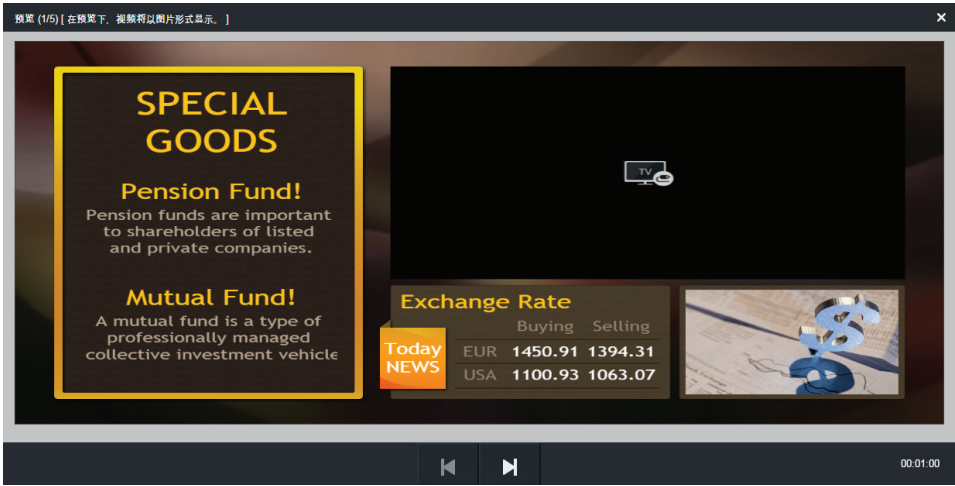 预览 (1/5) [ 在预览下，视频将以图片形式显示。 ]
SPECIAL
GOODS
Pension Fund!
Pension funds are important
to shareholders of listed
and private companies.
Mutual Fund!
A mutual fund is a type of
professionally managed
collective investment vehicle
TV
Exchange Rate
Buying Selling
Today
NEWS
EUR 1450.91 1394.31
USA 1100.93 1063.07
00:01:00